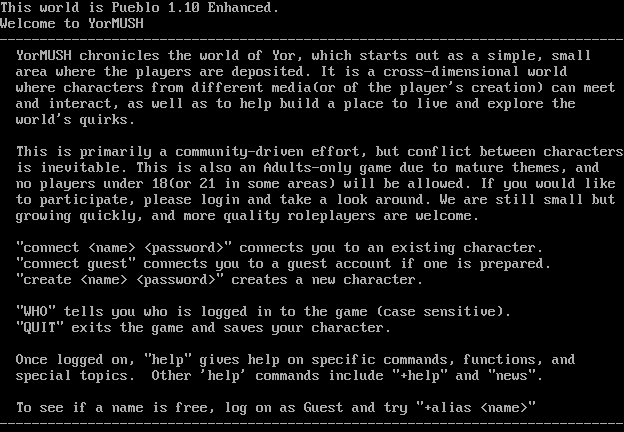 This world is Pueblo 1.10 Enhanced.
Welcome to YorMUSH
YorMUSH chronicles the world of Yor, which starts out as a simple, small
area where the players are deposited. It is a cross-dimensional world
where characters from different media(or of the player's creation) can meet
and interact, as well as to help build a place to live and explore the
world's quirks.
This is primarily a community-driven effort, but conflict between characters
is inevitable. This is also an Adults-only game due to mature themes, and
no players under 18(or 21 in some areas) will be allowed. If you would like
to participate, please login and take a look around. We are still small but
growing quickly, and more quality roleplayers are welcome.
"connect <name> <password>" connects you to an existing character.
"connect guest" connects you to a guest account if one is prepared.
"create <name> <password>" creates a new character.
"WHO" tells you who is logged in to the game (case sensitive).
"QUIT" exits the game and saves your character.
Once logged on, "help" gives help on specific commands, functions, and
special topics.  Other 'help' commands include "+help" and "news".
To see if a name is free, log on as Guest and try "+alias <name>"